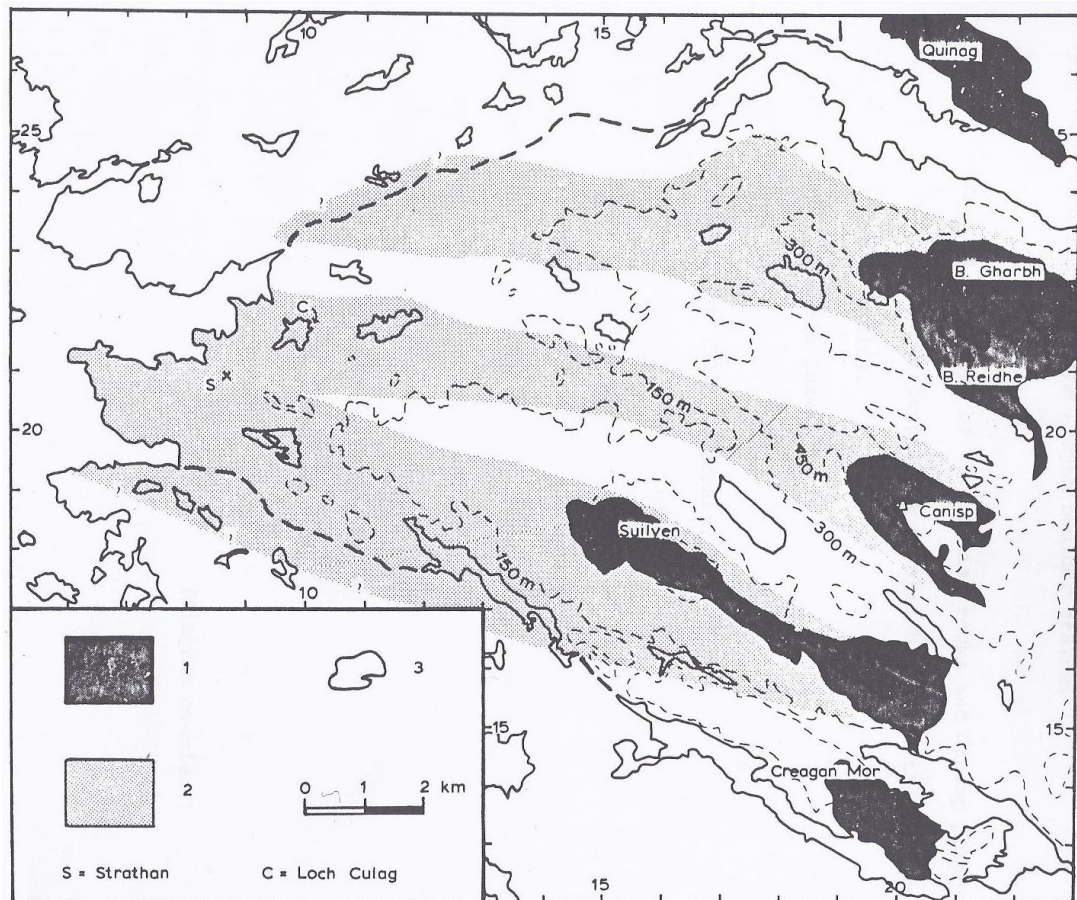 10
15
Quinag
25
5
300 m
B. Gharbh
C
B. Reidhe
S
150 m
20
20
450 m
Canisp
Suilven
300 m
150 m
10
1
3
15
15
Creagan Mor
2
0 1 2 km
S = Strathan
C = Loch Culag
15
20